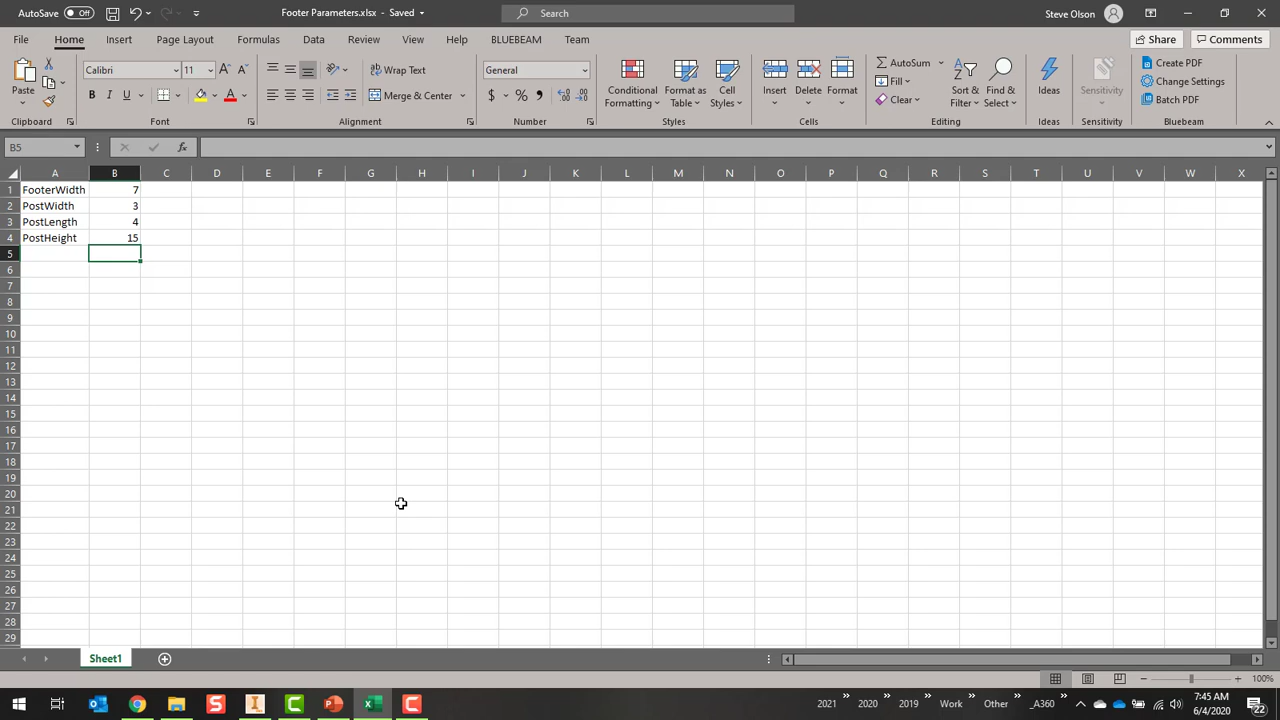 AutoSave Off Footer Parameters.xlsx - Saved Search Steve Olson
File Home Insert Page Layout Formulas Data Review View Help BLUEBEAM Team Share Comments
Paste Calibri 11 A A Wrap Text General Conditional Formatting Format as Table Cell Styles Insert Delete Format AutoSum Sort & Filter Find & Select Ideas Sensitivity Create PDF
B I U A Merge & Center $ % Fill Change Settings
Clear Batch PDF
Clipboard Font Alignment Number Styles Cells Editing Ideas Sensitivity Bluebeam
B5 fx
A B C D E F G H I J K L M N O P Q R S T U V W X
1 FooterWidth 7
2 PostWidth 3
3 PostLength 4
4 PostHeight 15
5
6
7
8
9
10
11
12
13
14
15
16
17
18
19
20
21
22
23
24
25
26
27
28
29
Sheet1
100%
2021 2020 2019 Work Other _A360 7:45 AM
6/4/2020 22